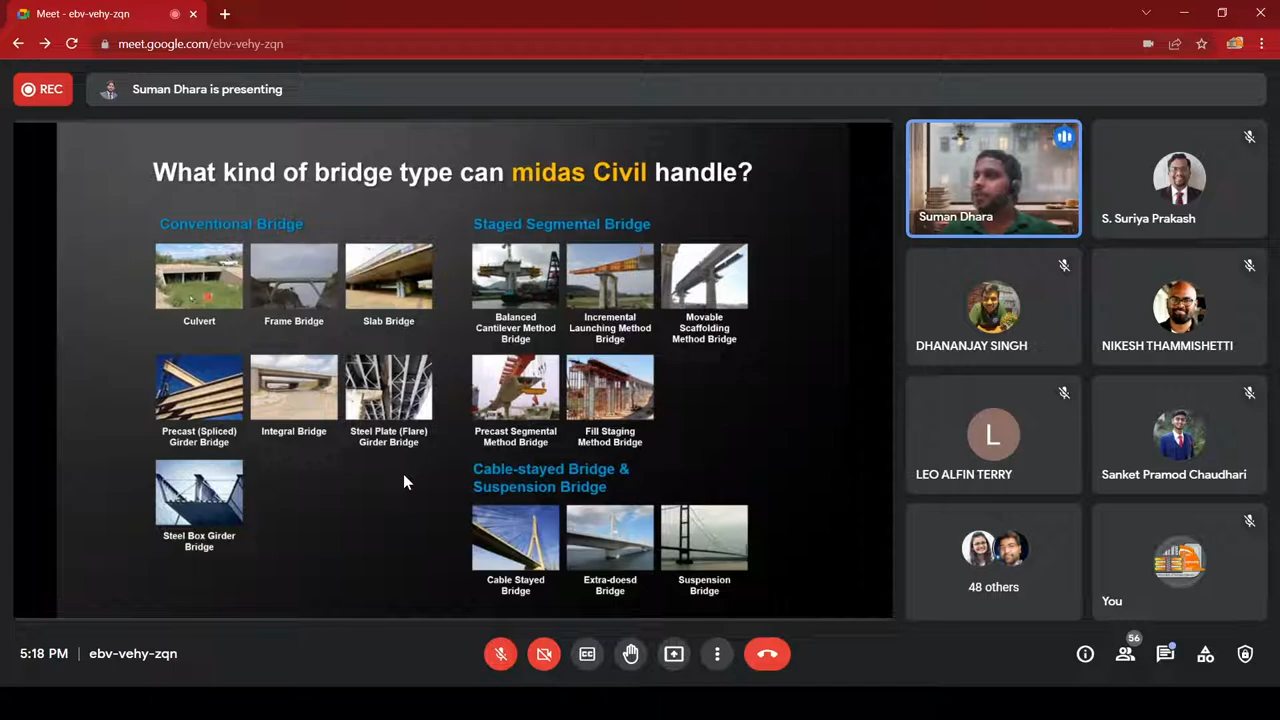 Meet - ebv-vehy-zqn
meet.google.com/ebv-vehy-zqn
REC
Suman Dhara is presenting
What kind of bridge type can midas Civil handle?
Conventional Bridge
Culvert
Frame Bridge
Slab Bridge
Precast (Spliced)
Girder Bridge
Integral Bridge
Steel Plate (Flare)
Girder Bridge
Steel Box Girder
Bridge
Staged Segmental Bridge
Balanced
Cantilever Method
Bridge
Incremental
Launching Method
Bridge
Movable
Scaffolding
Method Bridge
Precast Segmental
Method Bridge
Fill Staging
Method Bridge
Cable-stayed Bridge &
Suspension Bridge
Cable Stayed
Bridge
Extra-doesd
Bridge
Suspension
Bridge
Suman Dhara
S. Suriya Prakash
DHANANJAY SINGH
NIKESH THAMMISHETTI
L
LEO ALFIN TERRY
Sanket Pramod Chaudhari
48 others
You
5:18 PM | ebv-vehy-zqn
56